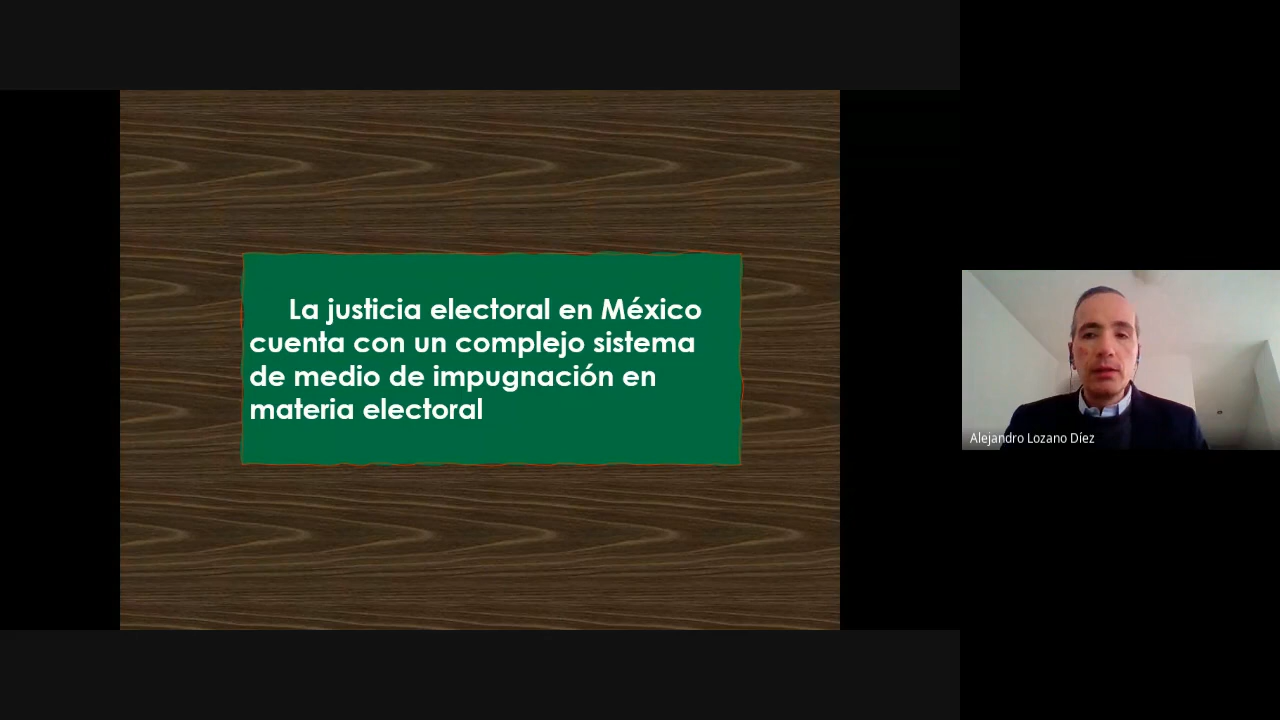 La justicia electoral en México
cuenta con un complejo sistema
de medio de impugnación en
materia electoral
Alejandro Lozano Díez